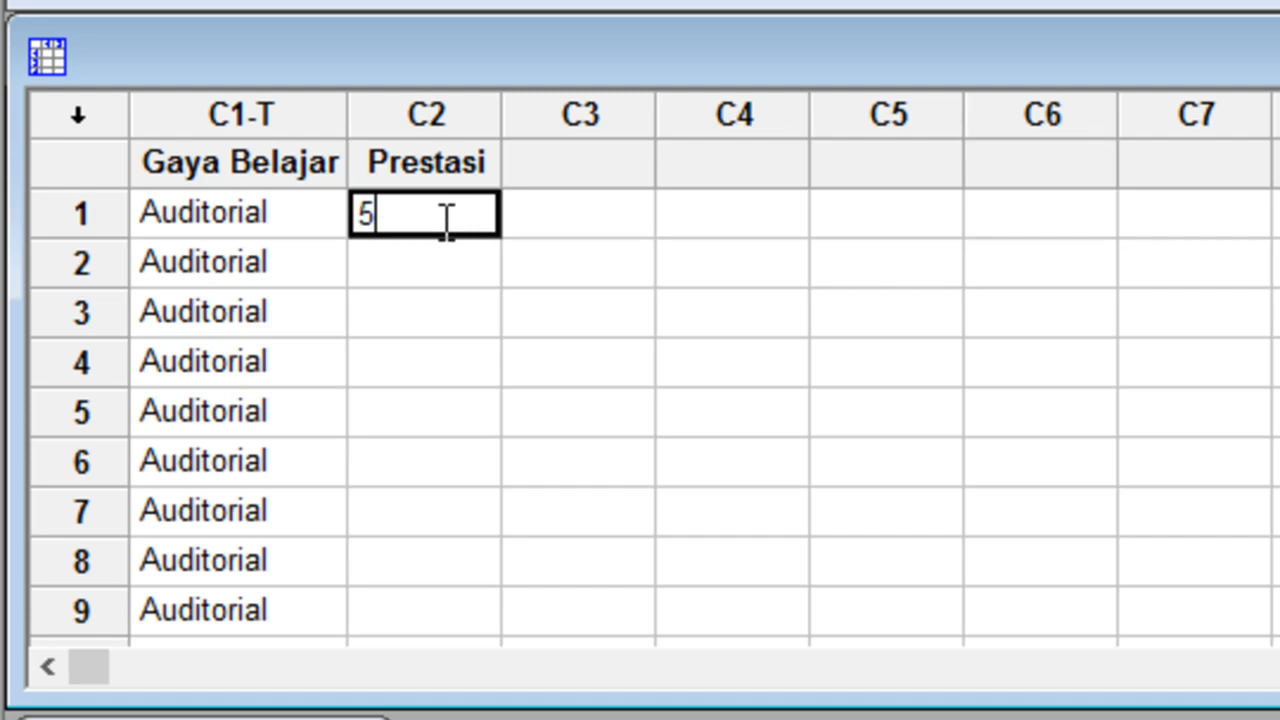 C1-T C2 C3 C4 C5 C6 C7
Gaya Belajar Prestasi
1 Auditorial 5
2 Auditorial
3 Auditorial
4 Auditorial
5 Auditorial
6 Auditorial
7 Auditorial
8 Auditorial
9 Auditorial